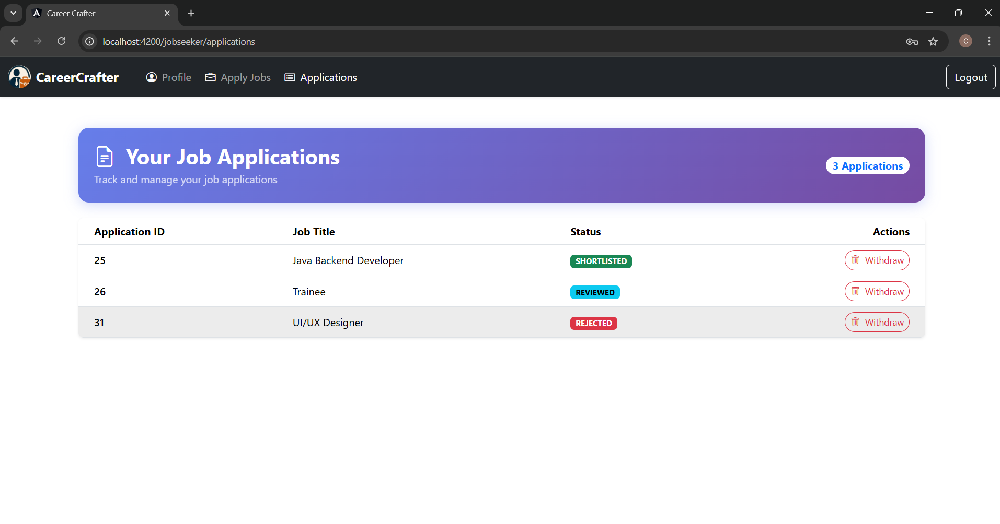 Career Crafter
localhost:4200/jobseeker/applications
C
CareerCrafter Profile Apply Jobs Applications Logout
Your Job Applications
Track and manage your job applications
3 Applications
Application ID Job Title Status Actions
25 Java Backend Developer SHORTLISTED Withdraw
26 Trainee REVIEWED Withdraw
31 UI/UX Designer REJECTED Withdraw